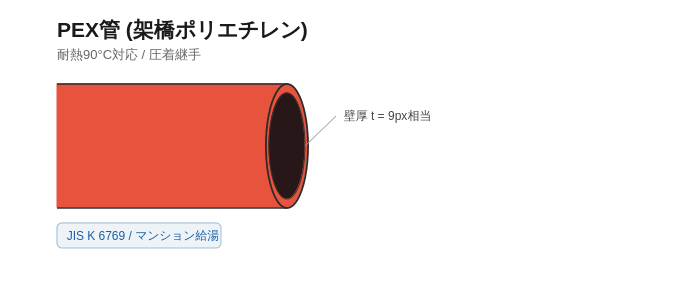 PEX管 (架橋ポリエチレン)
耐熱90°C対応 / 圧着継手
壁厚 t = 9px相当
JIS K 6769 / マンション給湯